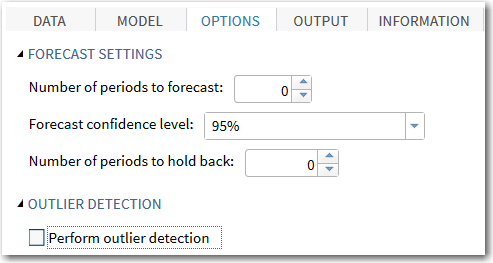 DATA MODEL OPTIONS OUTPUT INFORMATION
FORECAST SETTINGS
Number of periods to forecast: 0
Forecast confidence level: 95%
Number of periods to hold back: 0
OUTLIER DETECTION
Perform outlier detection